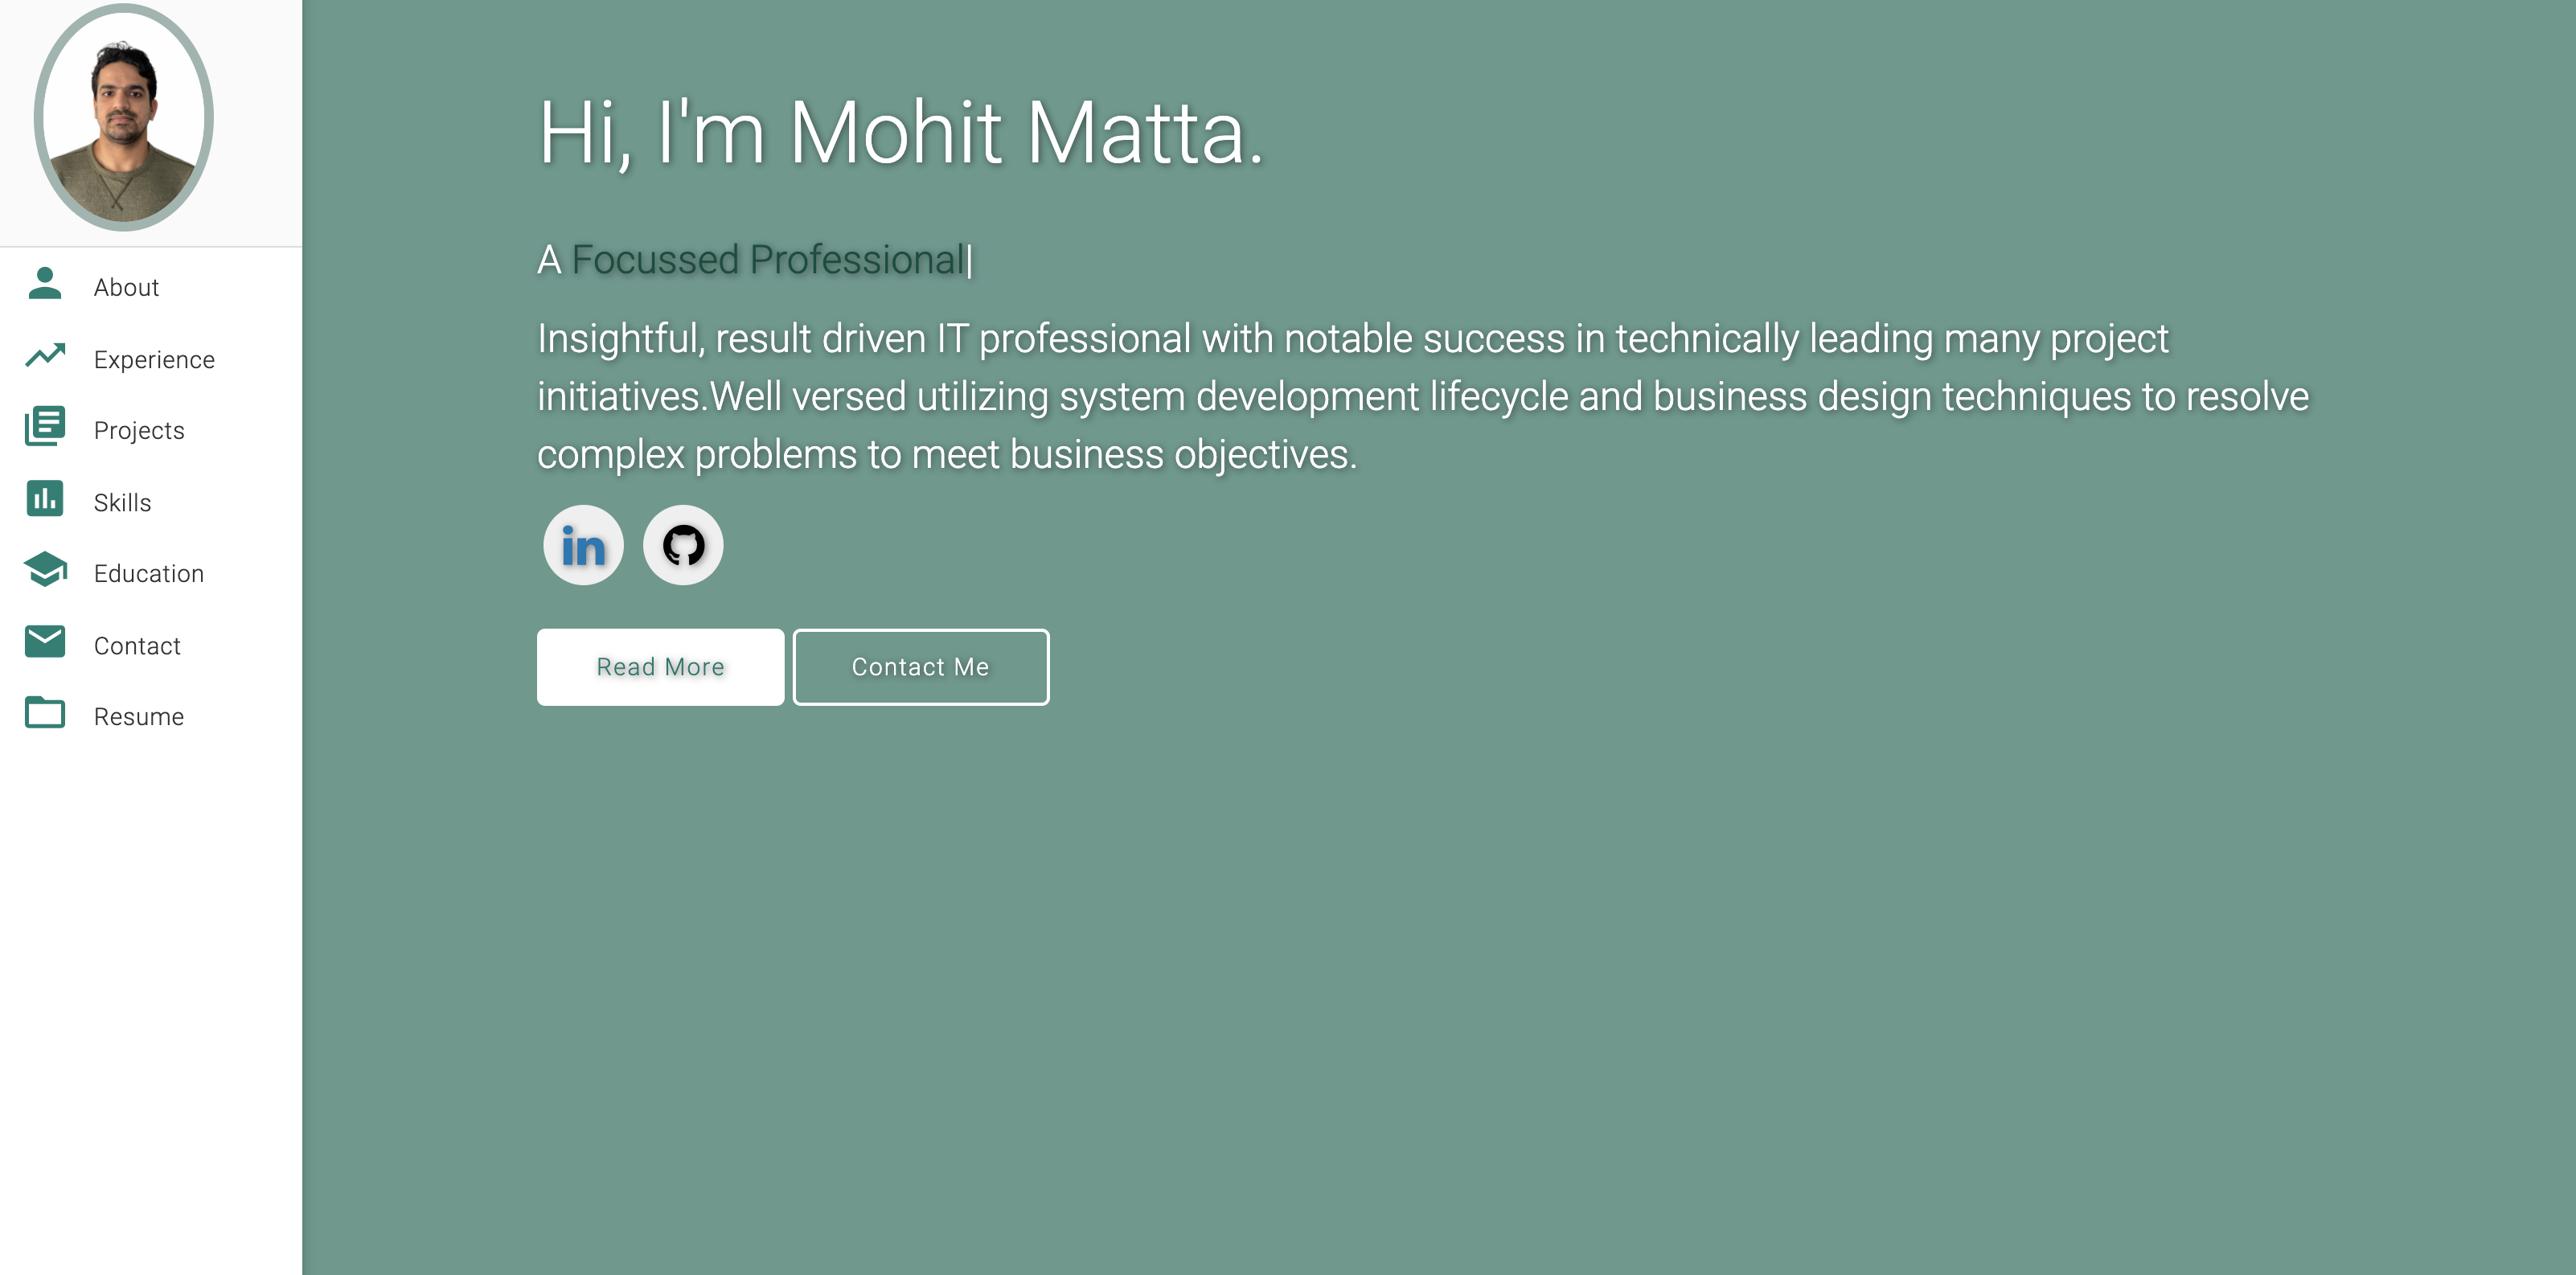 About
Experience
Projects
Skills
Education
Contact
Resume
Hi, I'm Mohit Matta.
A Focussed Professional|
Insightful, result driven IT professional with notable success in technically leading many project
initiatives.Well versed utilizing system development lifecycle and business design techniques to resolve
complex problems to meet business objectives.
in
Read More
Contact Me